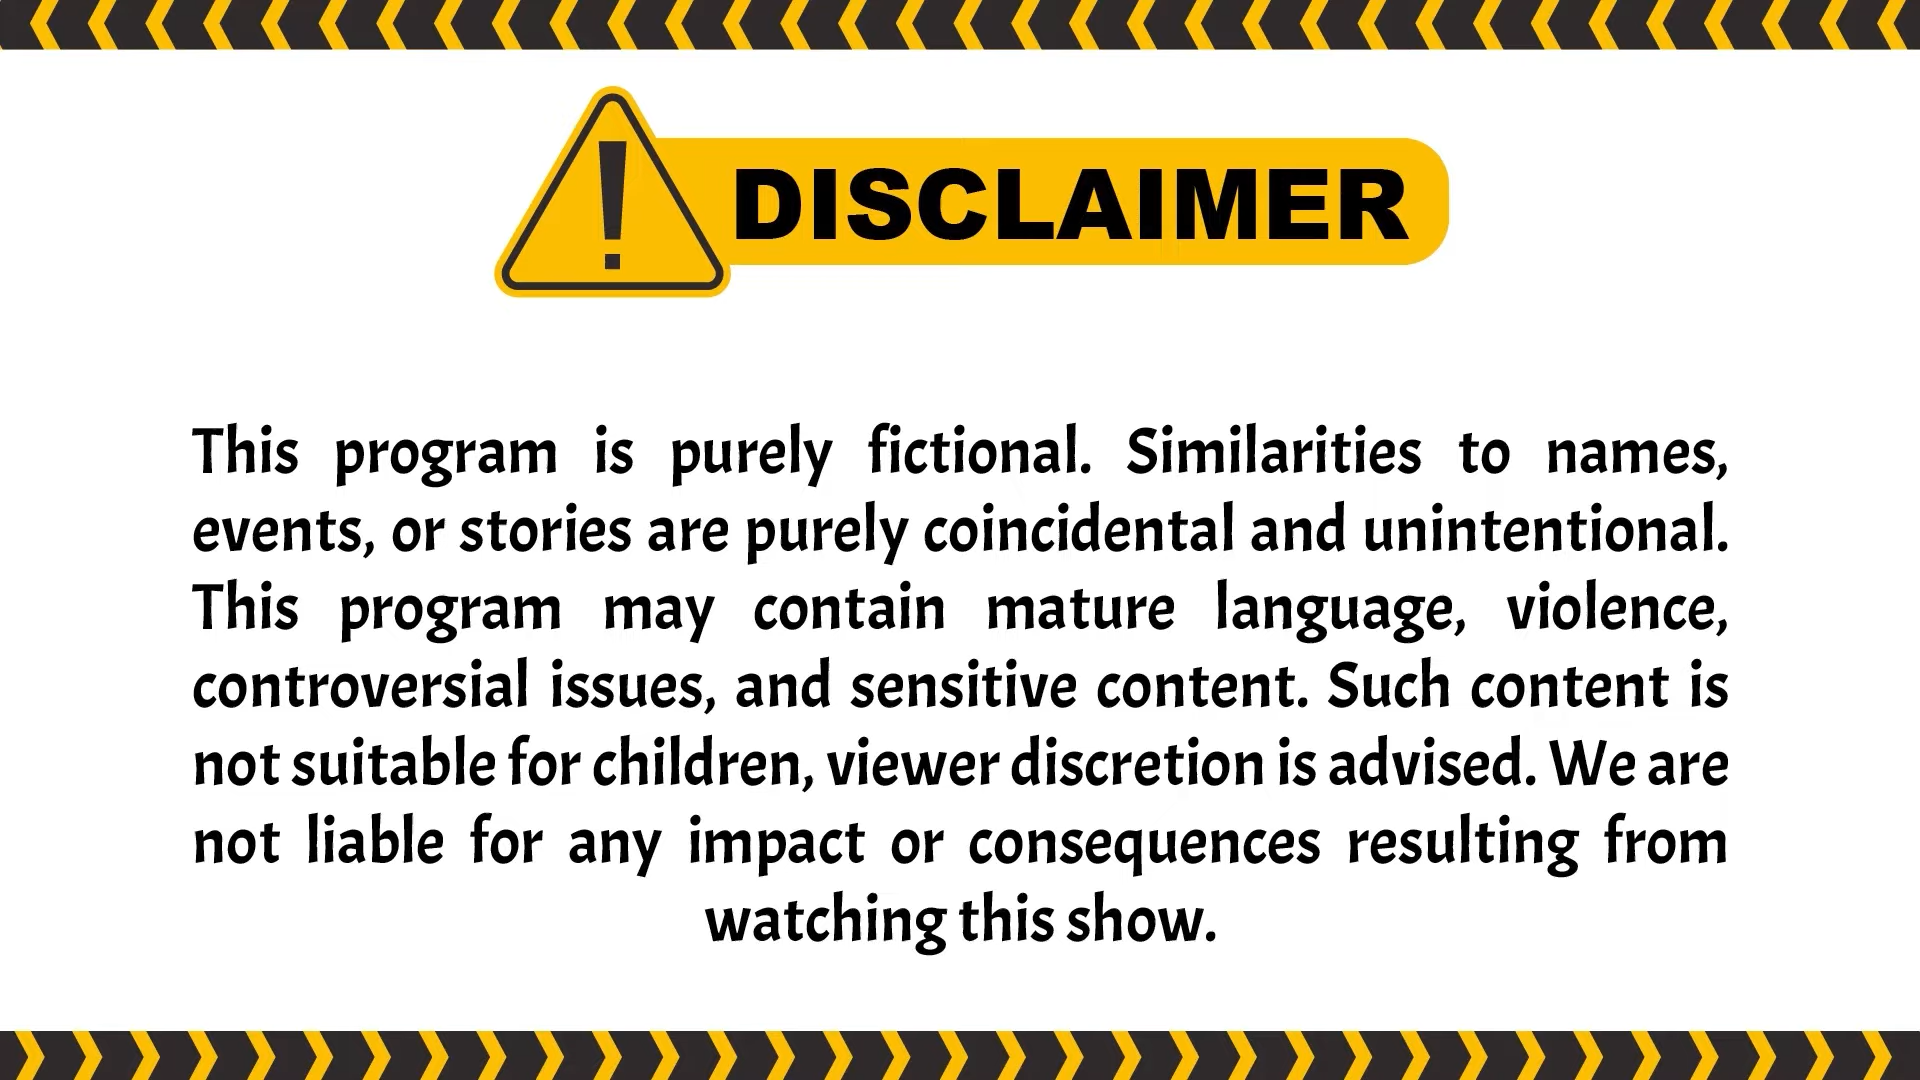 DISCLAIMER
This program is purely fictional. Similarities to names,
events, or stories are purely coincidental and unintentional.
This program may contain mature language, violence,
controversial issues, and sensitive content. Such content is
not suitable for children, viewer discretion is advised. We are
not liable for any impact or consequences resulting from
watching this show.